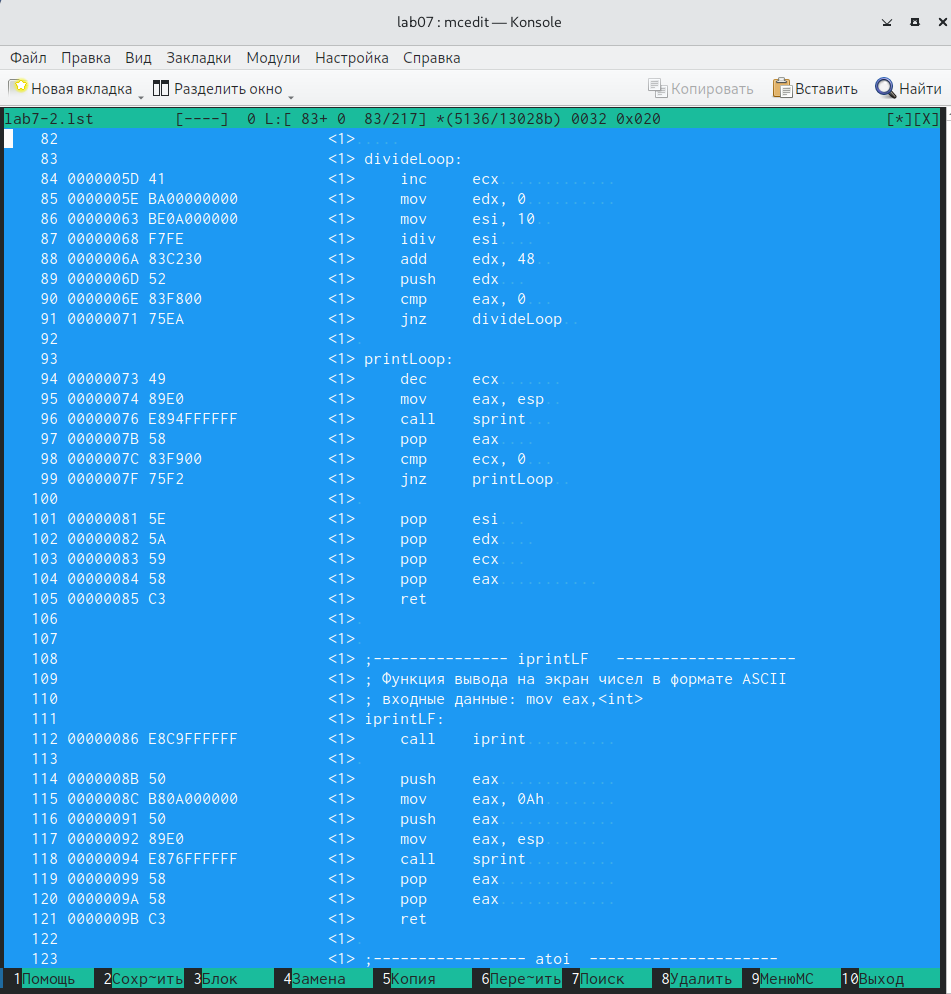 lab07 : mcedit — Konsole
Файл Правка Вид Закладки Модули Настройка Справка
Новая вкладка Разделить окно Копировать Вставить Найти
lab7-2.lst [----] 0 L:[ 83+ 0 83/217] *(5136/13028b) 0032 0x020 [*][X]
82 <1>.....
83 <1> divideLoop:
84 0000005D 41 <1> inc ecx.............
85 0000005E BA00000000 <1> mov edx, 0..........
86 00000063 BE0A000000 <1> mov esi, 10..
87 00000068 F7FE <1> idiv esi....
88 0000006A 83C230 <1> add edx, 48..
89 0000006D 52 <1> push edx...
90 0000006E 83F800 <1> cmp eax, 0...
91 00000071 75EA <1> jnz divideLoop..
92 <1>.
93 <1> printLoop:
94 00000073 49 <1> dec ecx.......
95 00000074 89E0 <1> mov eax, esp..
96 00000076 E894FFFFFF <1> call sprint...
97 0000007B 58 <1> pop eax....
98 0000007C 83F900 <1> cmp ecx, 0...
99 0000007F 75F2 <1> jnz printLoop..
100 <1>.
101 00000081 5E <1> pop esi...
102 00000082 5A <1> pop edx....
103 00000083 59 <1> pop ecx...
104 00000084 58 <1> pop eax...........
105 00000085 C3 <1> ret
106 <1>.
107 <1>.
108 <1> ;--------------- iprintLF --------------------
109 <1> ; Функция вывода на экран чисел в формате ASCII
110 <1> ; входные данные: mov eax,<int>
111 <1> iprintLF:
112 00000086 E8C9FFFFFF <1> call iprint..........
113 <1>.
114 0000008B 50 <1> push eax.............
115 0000008C B80A000000 <1> mov eax, 0Ah........
116 00000091 50 <1> push eax.............
117 00000092 89E0 <1> mov eax, esp.......
118 00000094 E876FFFFFF <1> call sprint..........
119 00000099 58 <1> pop eax.............
120 0000009A 58 <1> pop eax.............
121 0000009B C3 <1> ret
122 <1>.
123 <1> ;----------------- atoi ---------------------
1Помощь 2Сохр~ить 3Блок 4Замена 5Копия 6Пере~ить 7Поиск 8Удалить 9МенюMC 10Выход